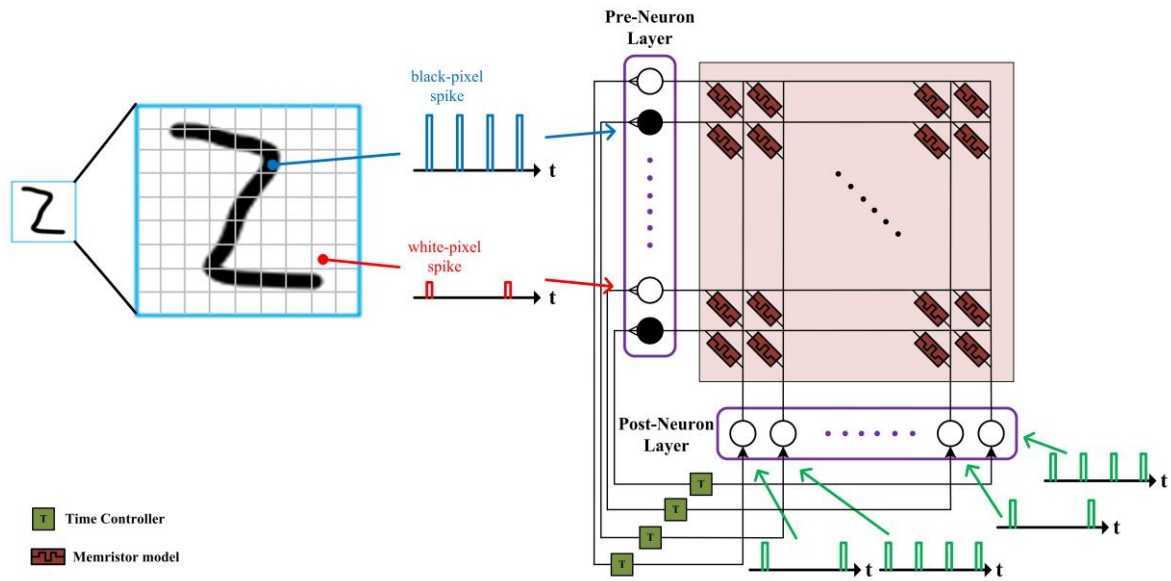 Pre-Neuron
Layer
black-pixel
spike
t
white-pixel
spike
t
Post-Neuron
Layer
t
T
T
t
T
Time Controller
T
T
Memristor model
t
t